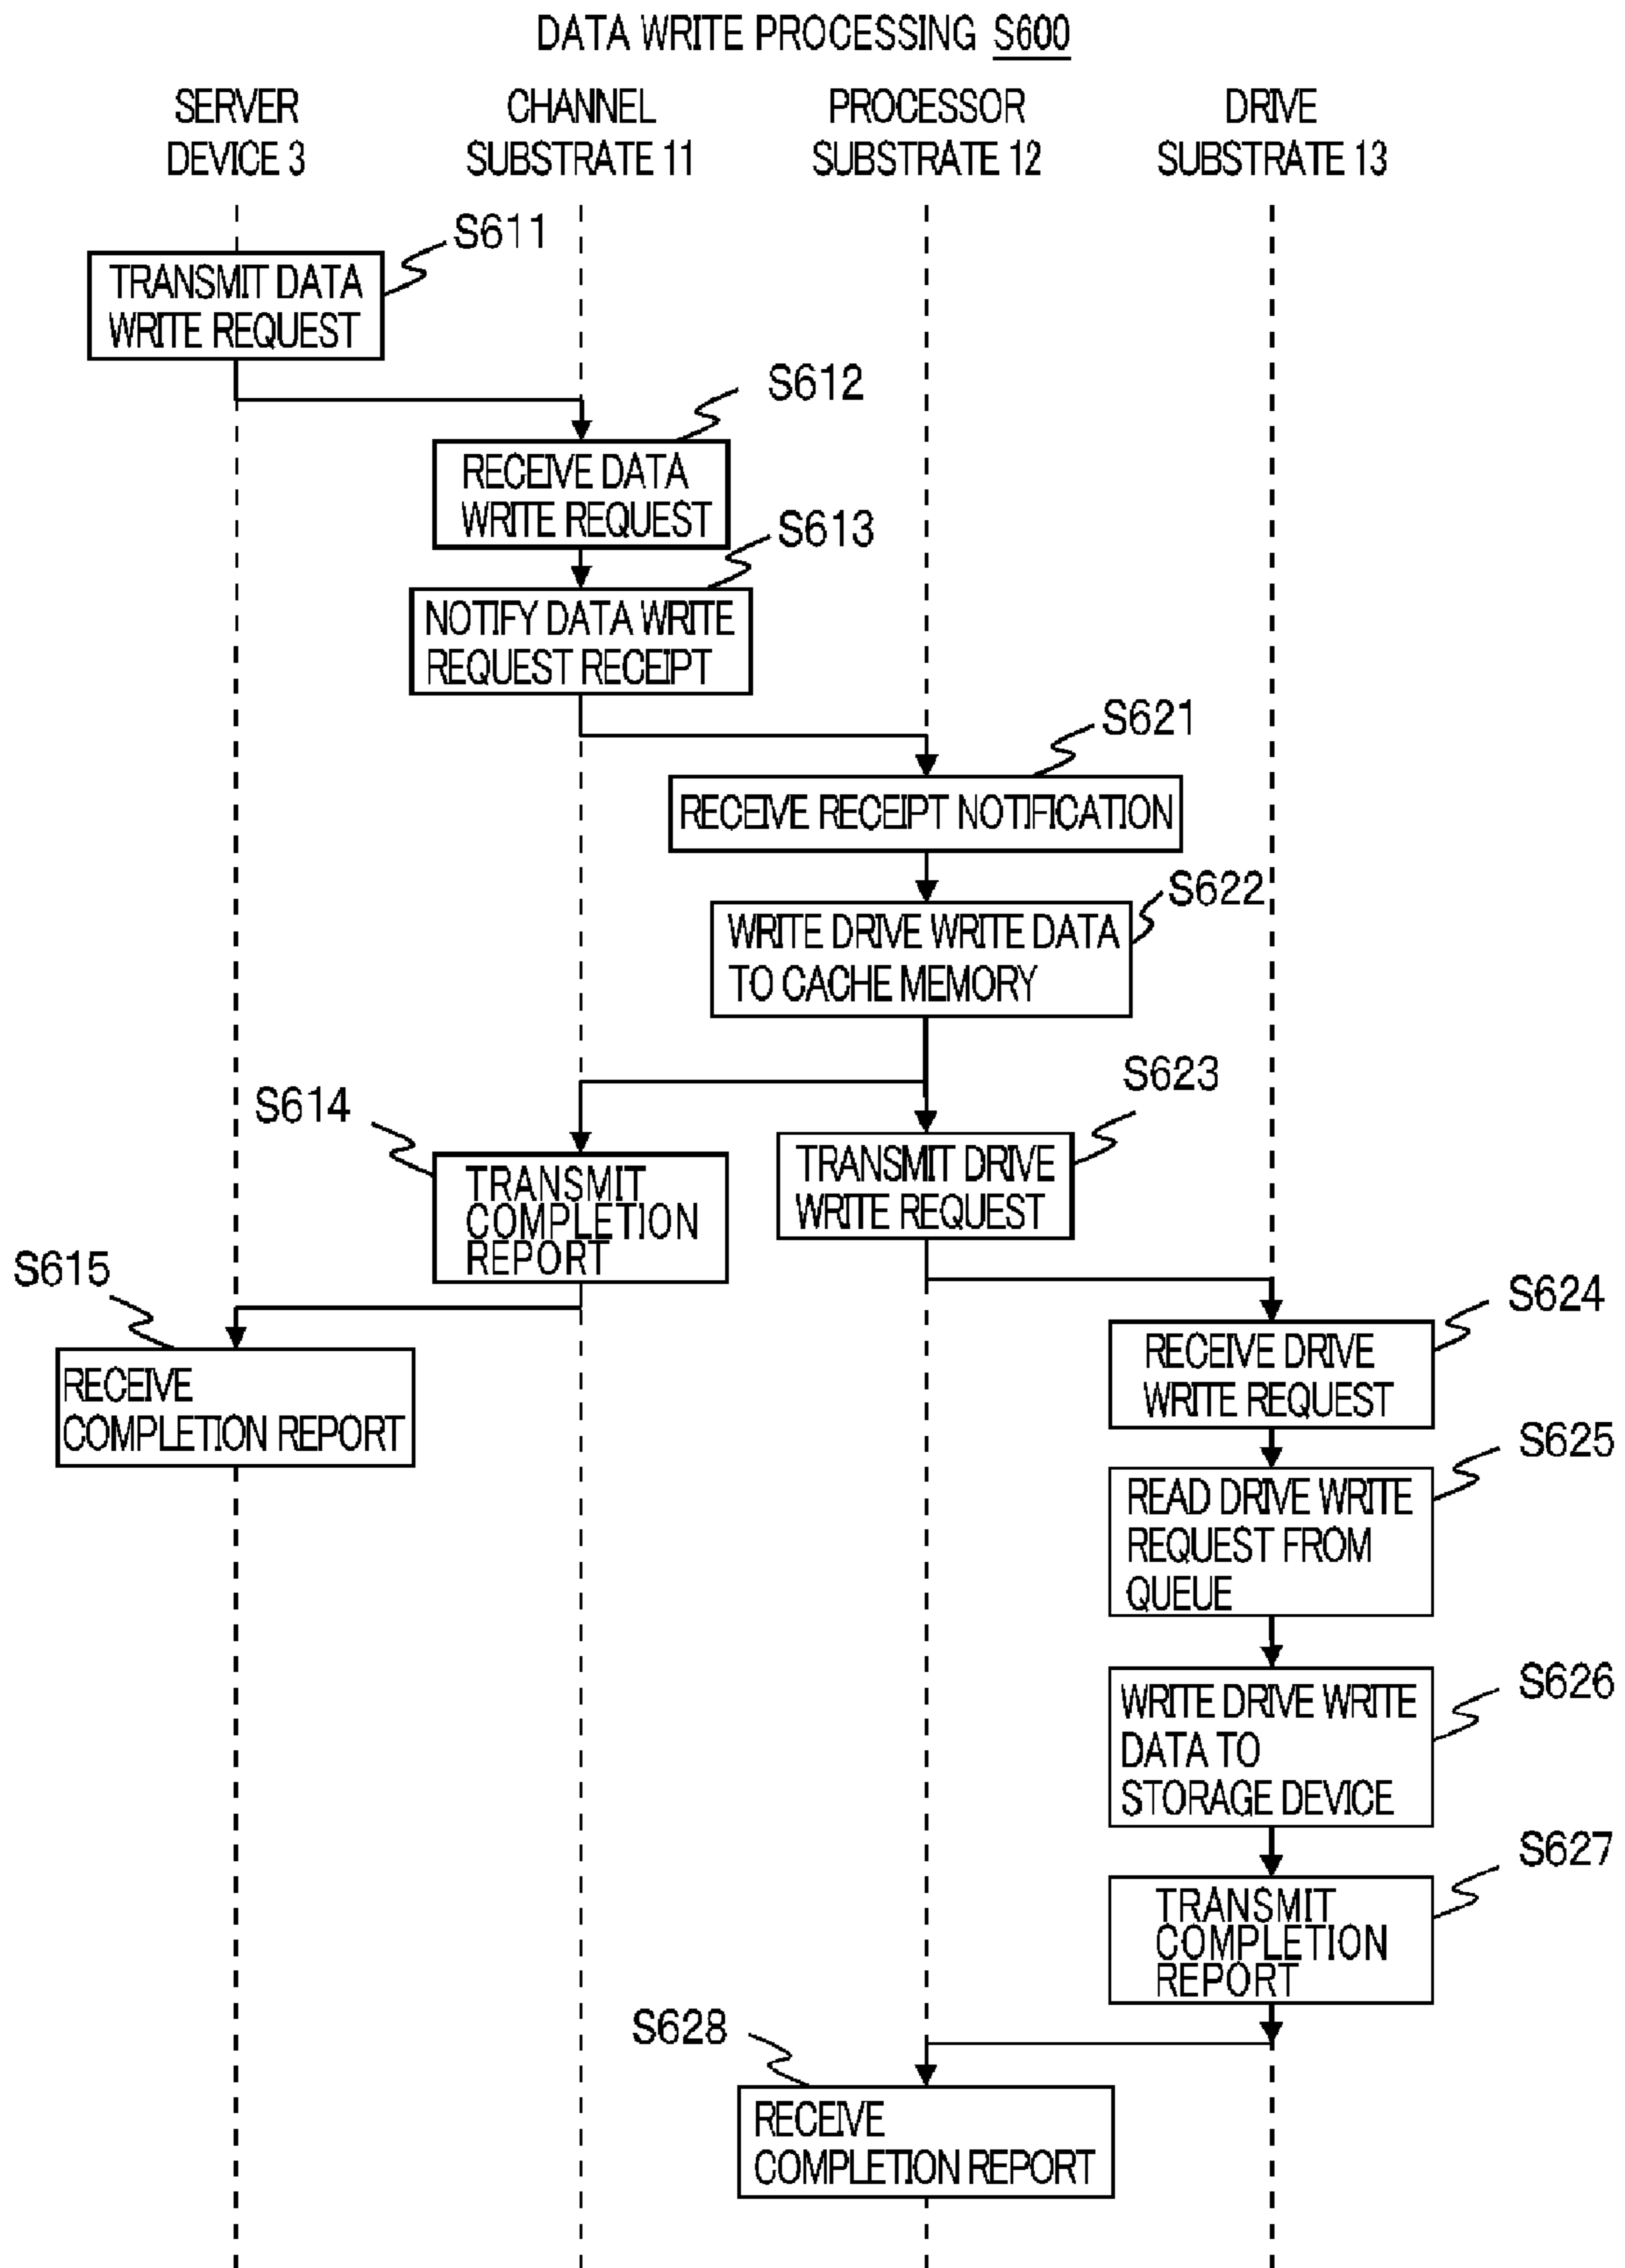 DATA WRITE PROCESSING S600
SERVER
DEVICE 3
CHANNEL
SUBSTRATE 11
PROCESSOR
SUBSTRATE 12
DRIVE
SUBSTRATE 13
S611
TRANSMIT DATA
WRITE REQUEST
S612
RECEIVE DATA
WRITE REQUEST
S613
NOTIFY DATA WRITE
REQUEST RECEIPT
S621
RECEIVE RECEIPT NOTIFICATION
S622
WRITE DRIVE WRITE DATA
TO CACHE MEMORY
S623
TRANSMIT DRIVE
WRITE REQUEST
S614
TRANSMIT
COMPLETION
REPORT
S615
RECEIVE
COMPLETION REPORT
S624
RECEIVE DRIVE
WRITE REQUEST
S625
READ DRIVE WRITE
REQUEST FROM
QUEUE
S626
WRITE DRIVE WRITE
DATA TO
STORAGE DEVICE
S627
TRANSMIT
COMPLETION
REPORT
S628
RECEIVE
COMPLETION REPORT